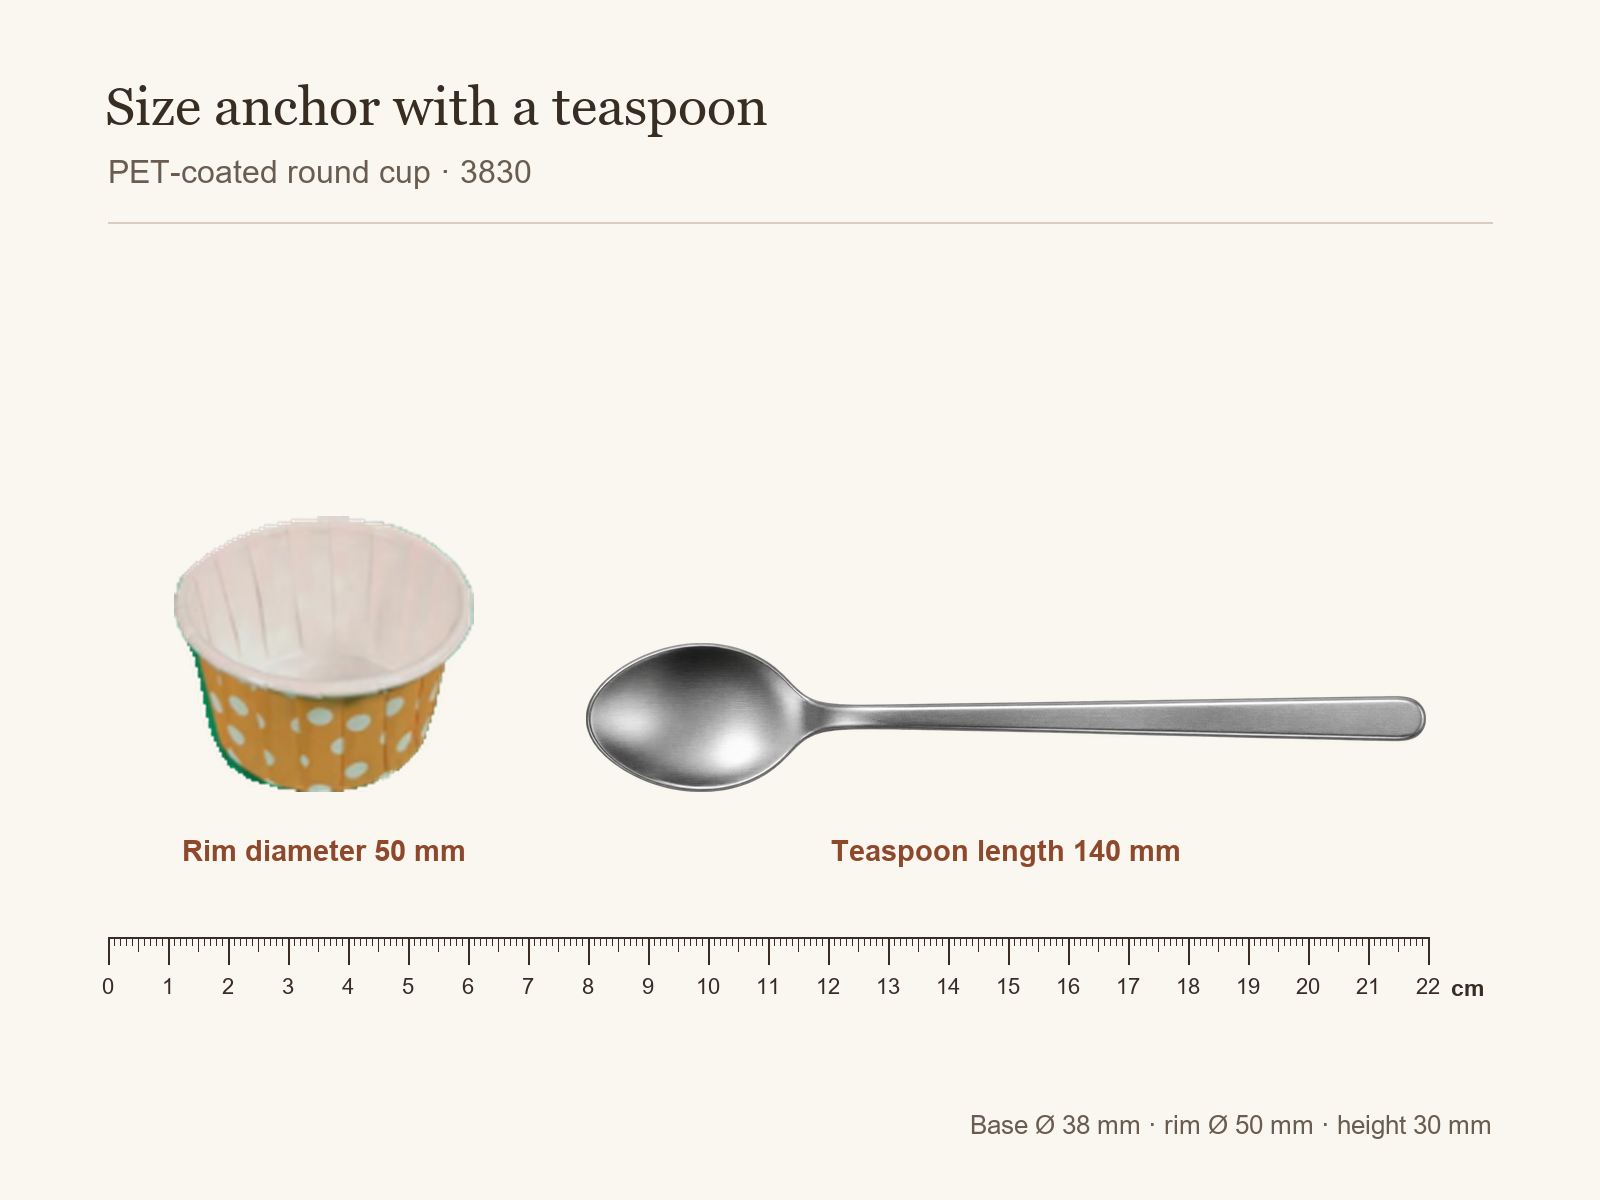 Size anchor with a teaspoon
PET-coated round cup · 3830
Rim diameter 50 mm
Teaspoon length 140 mm
0 1 2 3 4 5 6 7 8 9 10 11 12 13 14 15 16 17 18 19 20 21 22 cm
Base Ø 38 mm · rim Ø 50 mm · height 30 mm